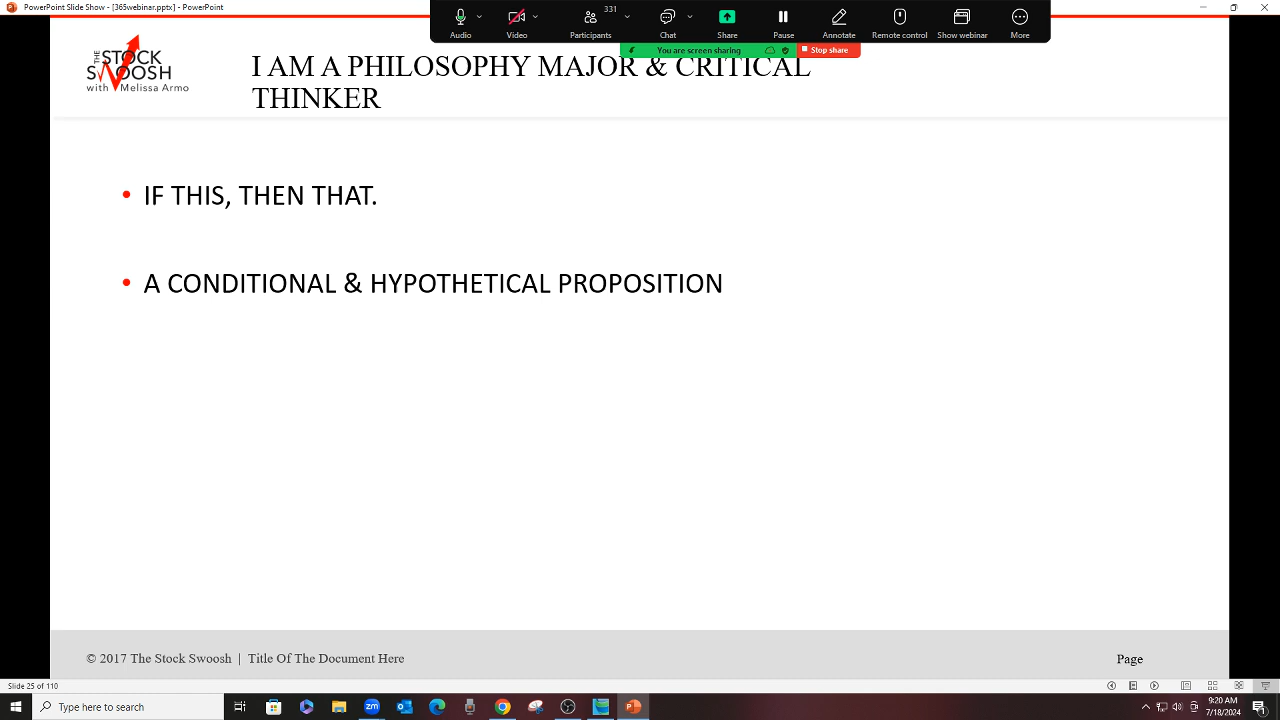 PowerPoint Slide Show - [365webinar.pptx] - PowerPoint
331
Audio
Video
Participants
Chat
Share
Pause
Annotate
Remote control
Show webinar
More
You are screen sharing
Stop share
THE
STOCK
SWOOSH
with Melissa Armo
I AM A PHILOSOPHY MAJOR & CRITICAL
THINKER
• IF THIS, THEN THAT.
• A CONDITIONAL & HYPOTHETICAL PROPOSITION
© 2017 The Stock Swoosh | Title Of The Document Here
Page
Slide 25 of 110
Type here to search
9:20 AM
7/18/2024